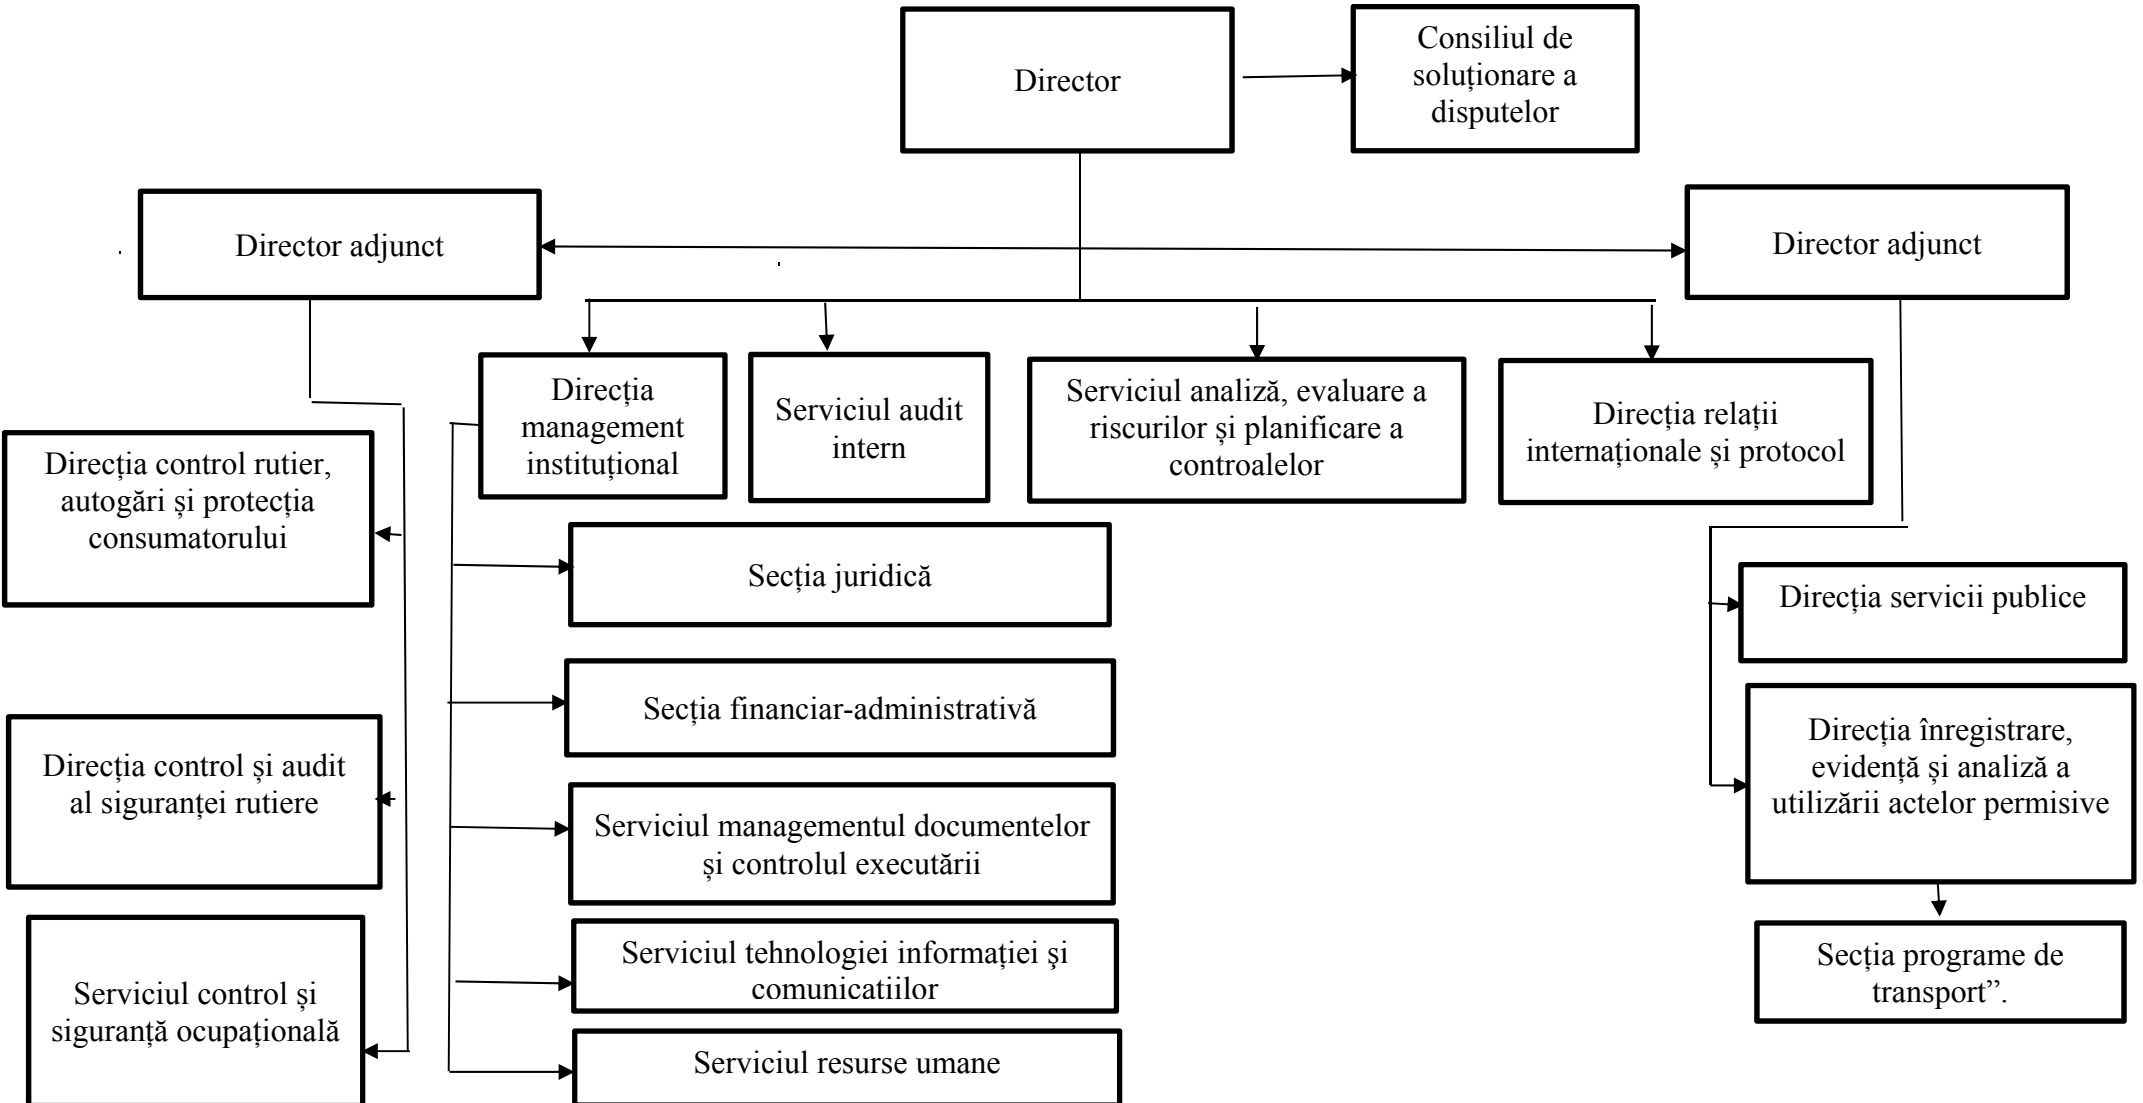 Director
Consiliul de
soluționare a
disputelor
Director adjunct
Director adjunct
Direcția
management
instituțional
Serviciul audit
intern
Serviciul analiză, evaluare a
riscurilor și planificare a
controalelor
Direcția relații
internaționale și protocol
Direcția control rutier,
autogări și protecția
consumatorului
Secția juridică
Direcția servicii publice
Secția financiar-administrativă
Direcția control și audit
al siguranței rutiere
Direcția înregistrare,
evidență și analiză a
utilizării actelor permisive
Serviciul managementul documentelor
și controlul executării
Serviciul tehnologiei informației şi
comunicatiilor
Secția programe de
transport”.
Serviciul control și
siguranță ocupațională
Serviciul resurse umane